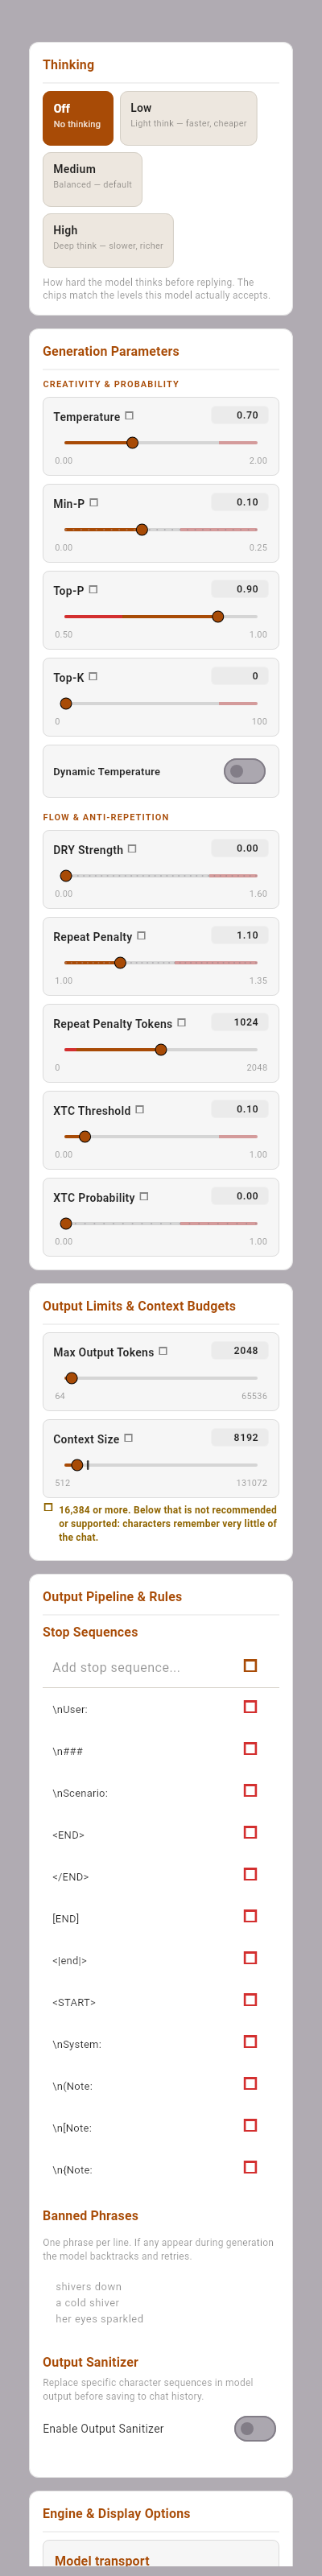 Thinking
Off
No thinking
Low
Light think — faster, cheaper
Medium
Balanced — default
High
Deep think — slower, richer
How hard the model thinks before replying. The
chips match the levels this model actually accepts.
Generation Parameters
CREATIVITY & PROBABILITY
Temperature
0.70
0.00
2.00
Min-P
0.10
0.00
0.25
Top-P
0.90
0.50
1.00
Top-K
0
0
100
Dynamic Temperature
FLOW & ANTI-REPETITION
DRY Strength
0.00
0.00
1.60
Repeat Penalty
1.10
1.00
1.35
Repeat Penalty Tokens
1024
0
2048
XTC Threshold
0.10
0.00
1.00
XTC Probability
0.00
0.00
1.00
Output Limits & Context Budgets
Max Output Tokens
2048
64
65536
Context Size
8192
512
131072
16,384 or more. Below that is not recommended
or supported: characters remember very little of
the chat.
Output Pipeline & Rules
Stop Sequences
Add stop sequence...
\nUser:
\n###
\nScenario:
<END>
</END>
[END]
<|end|>
<START>
\nSystem:
\n(Note:
\n[Note:
\n{Note:
Banned Phrases
One phrase per line. If any appear during generation
the model backtracks and retries.
shivers down
a cold shiver
her eyes sparkled
Output Sanitizer
Replace specific character sequences in model
output before saving to chat history.
Enable Output Sanitizer
Engine & Display Options
Model transport